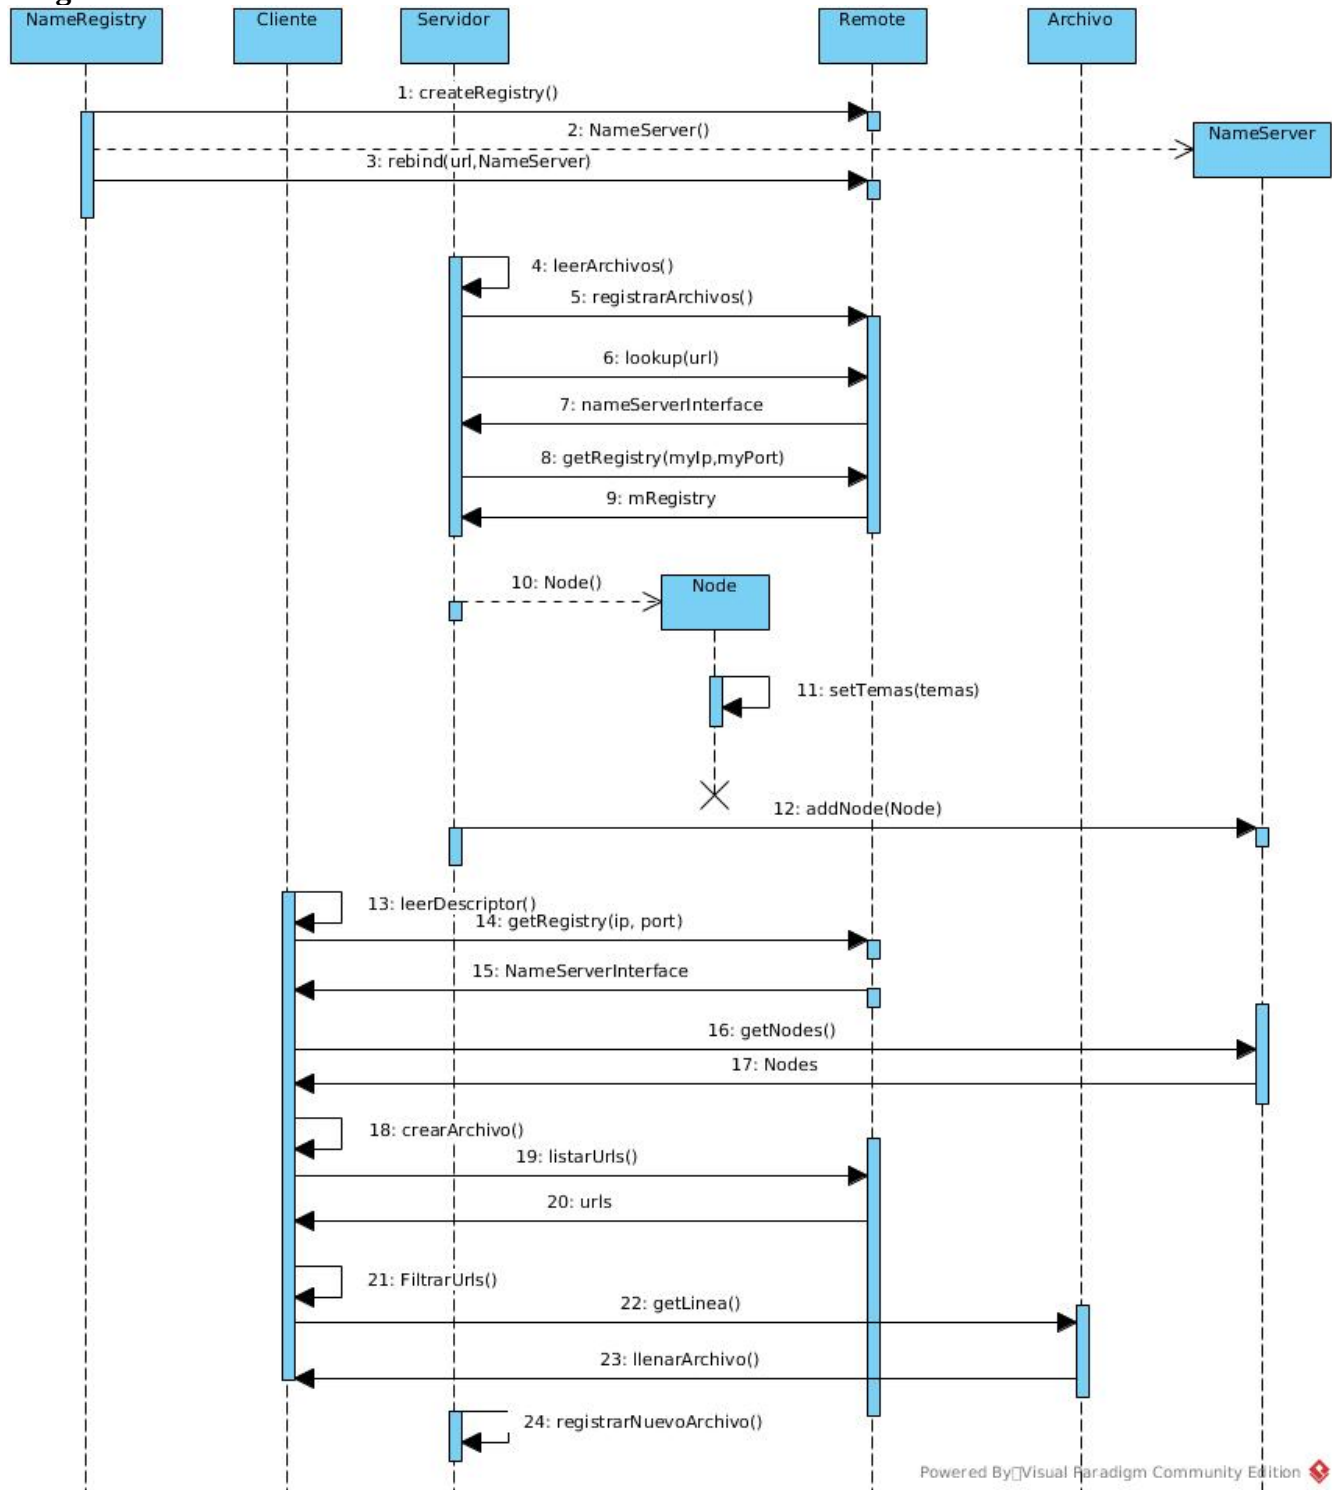 NameRegistry
Cliente
Servidor
Remote
Archivo
1: createRegistry()
2: NameServer()
NameServer
3: rebind(url,NameServer)
4: leerArchivos()
5: registrarArchivos()
6: lookup(url)
7: nameServerInterface
8: getRegistry(myIp,myPort)
9: mRegistry
10: Node()
Node
11: setTemas(temas)
12: addNode(Node)
13: leerDescriptor()
14: getRegistry(ip, port)
15: NameServerInterface
16: getNodes()
17: Nodes
18: crearArchivo()
19: listarUrls()
20: urls
21: FiltrarUrls()
22: getLinea()
23: llenarArchivo()
24: registrarNuevoArchivo()
Powered By Visual Paradigm Community Edition